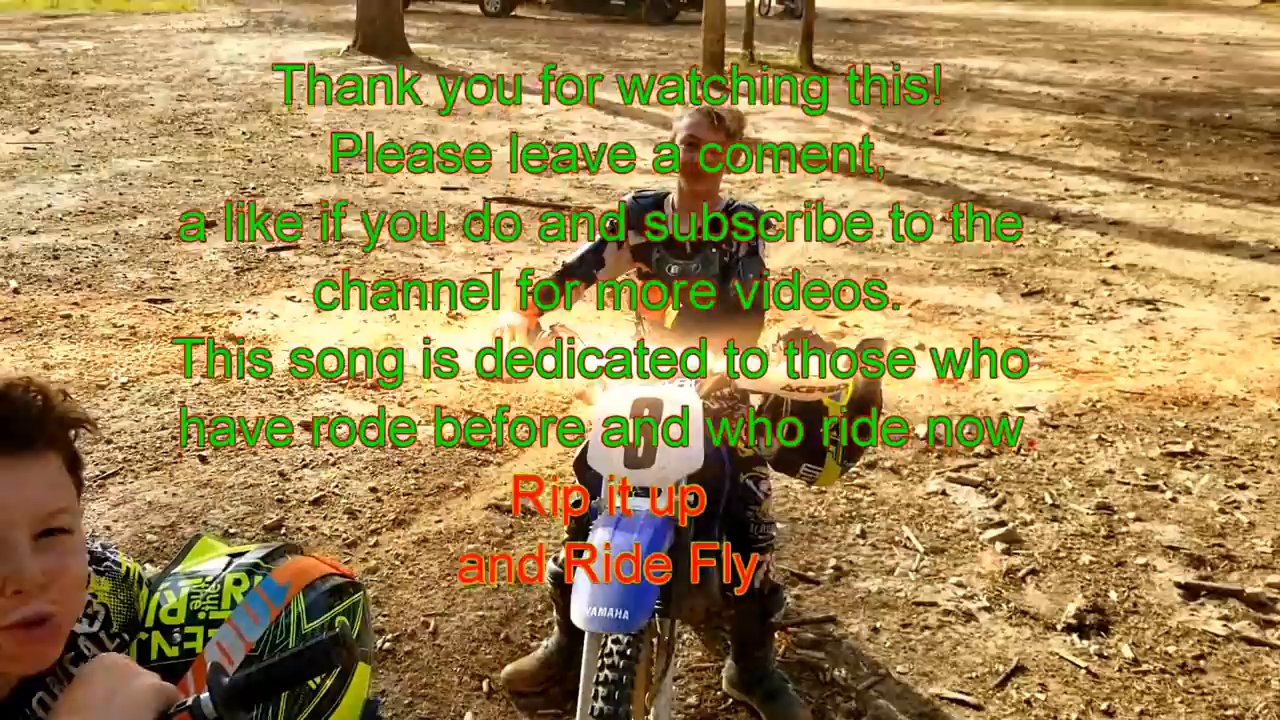 Thank you for watching this!
Please leave a coment,
a like if you do and subscribe to the
channel for more videos.
This song is dedicated to those who
have rode before and who ride now.
Rip it up
and Ride Fly
8
YAMAHA